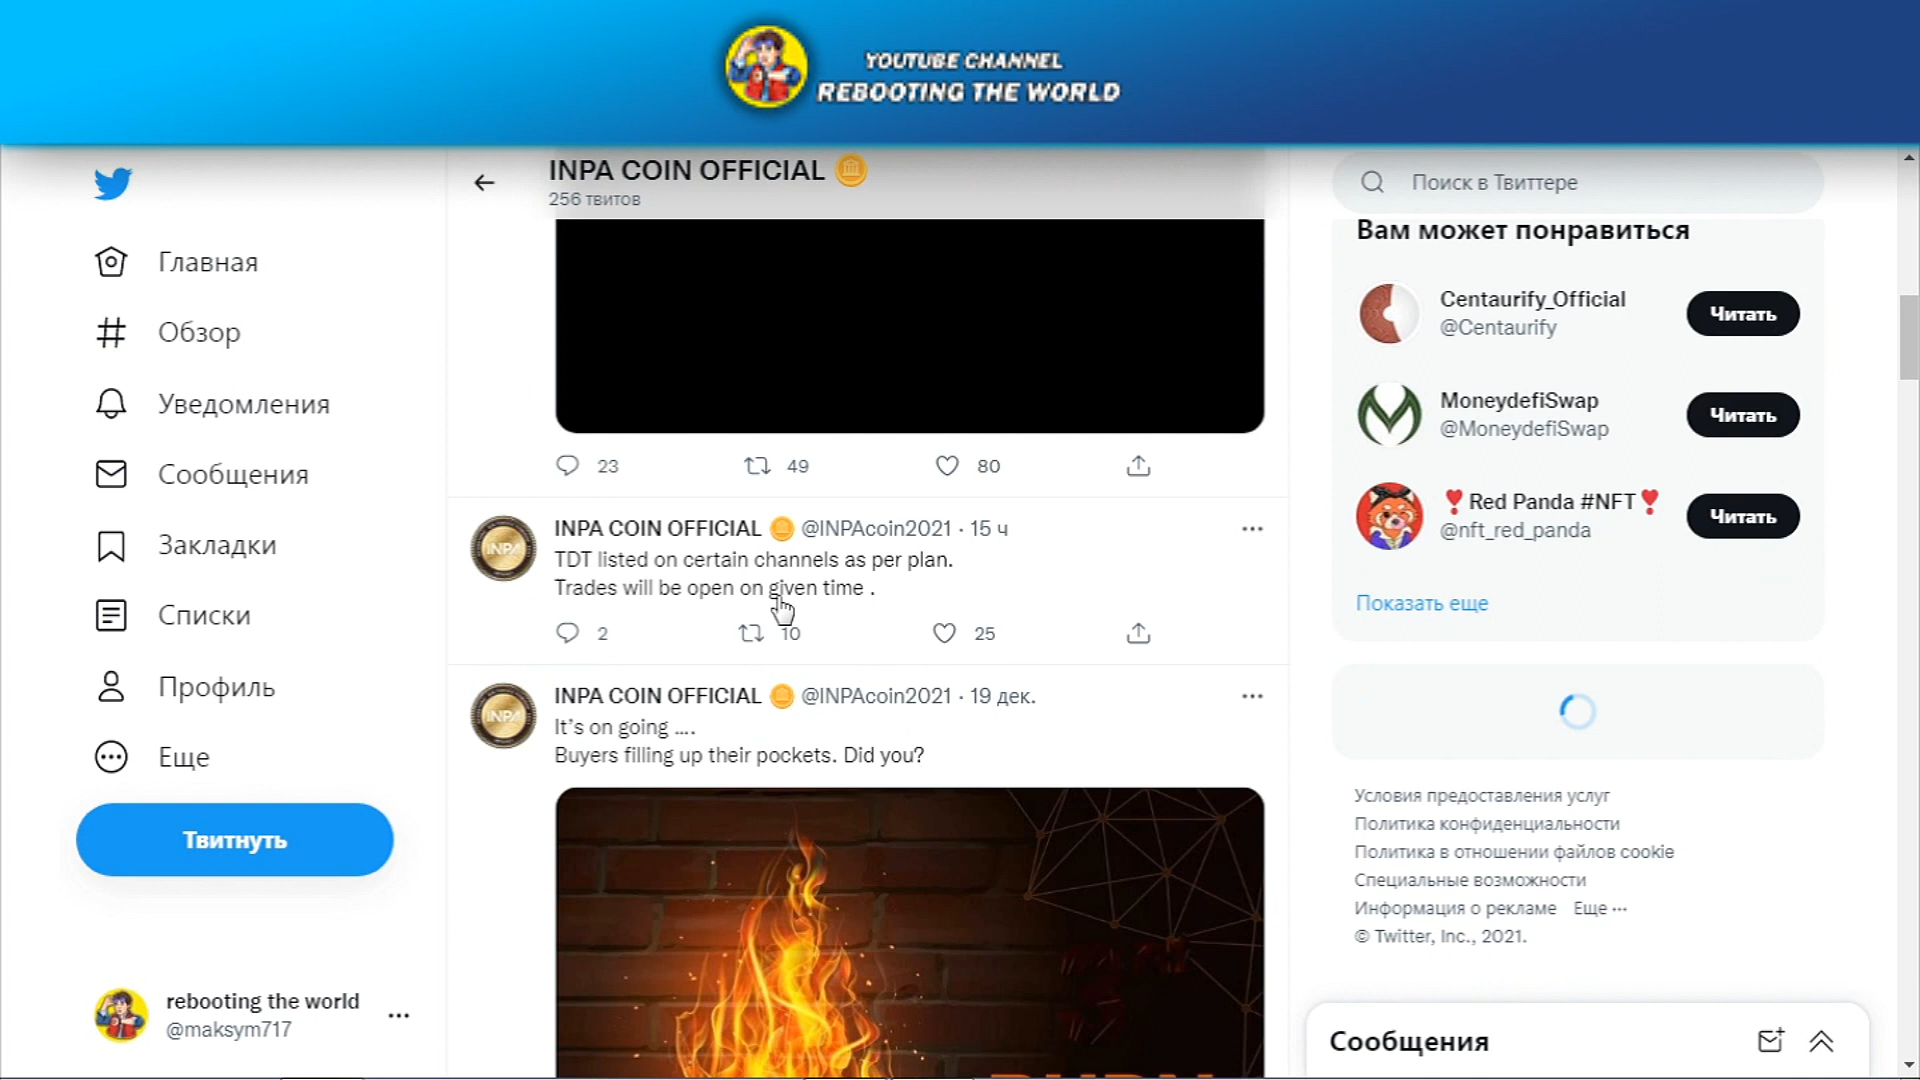 YOUTUBE CHANNEL
REBOOTING THE WORLD
INPA COIN OFFICIAL
256 твитов
Поиск в Твиттере
Главная
Обзор
Уведомления
Сообщения
Закладки
Списки
Профиль
Еще
Твитнуть
rebooting the world
@maksym717
23 49 80
INPA COIN OFFICIAL @INPAcoin2021 · 15 ч
TDT listed on certain channels as per plan.
Trades will be open on given time .
2 10 25
INPA COIN OFFICIAL @INPAcoin2021 · 19 дек.
It's on going ....
Buyers filling up their pockets. Did you?
Вам может понравиться
Centaurify_Official
@Centaurify
Читать
MoneydefiSwap
@MoneydefiSwap
Читать
Red Panda #NFT
@nft_red_panda
Читать
Показать еще
Условия предоставления услуг
Политика конфиденциальности
Политика в отношении файлов cookie
Специальные возможности
Информация о рекламе Еще ···
© Twitter, Inc., 2021.
Сообщения